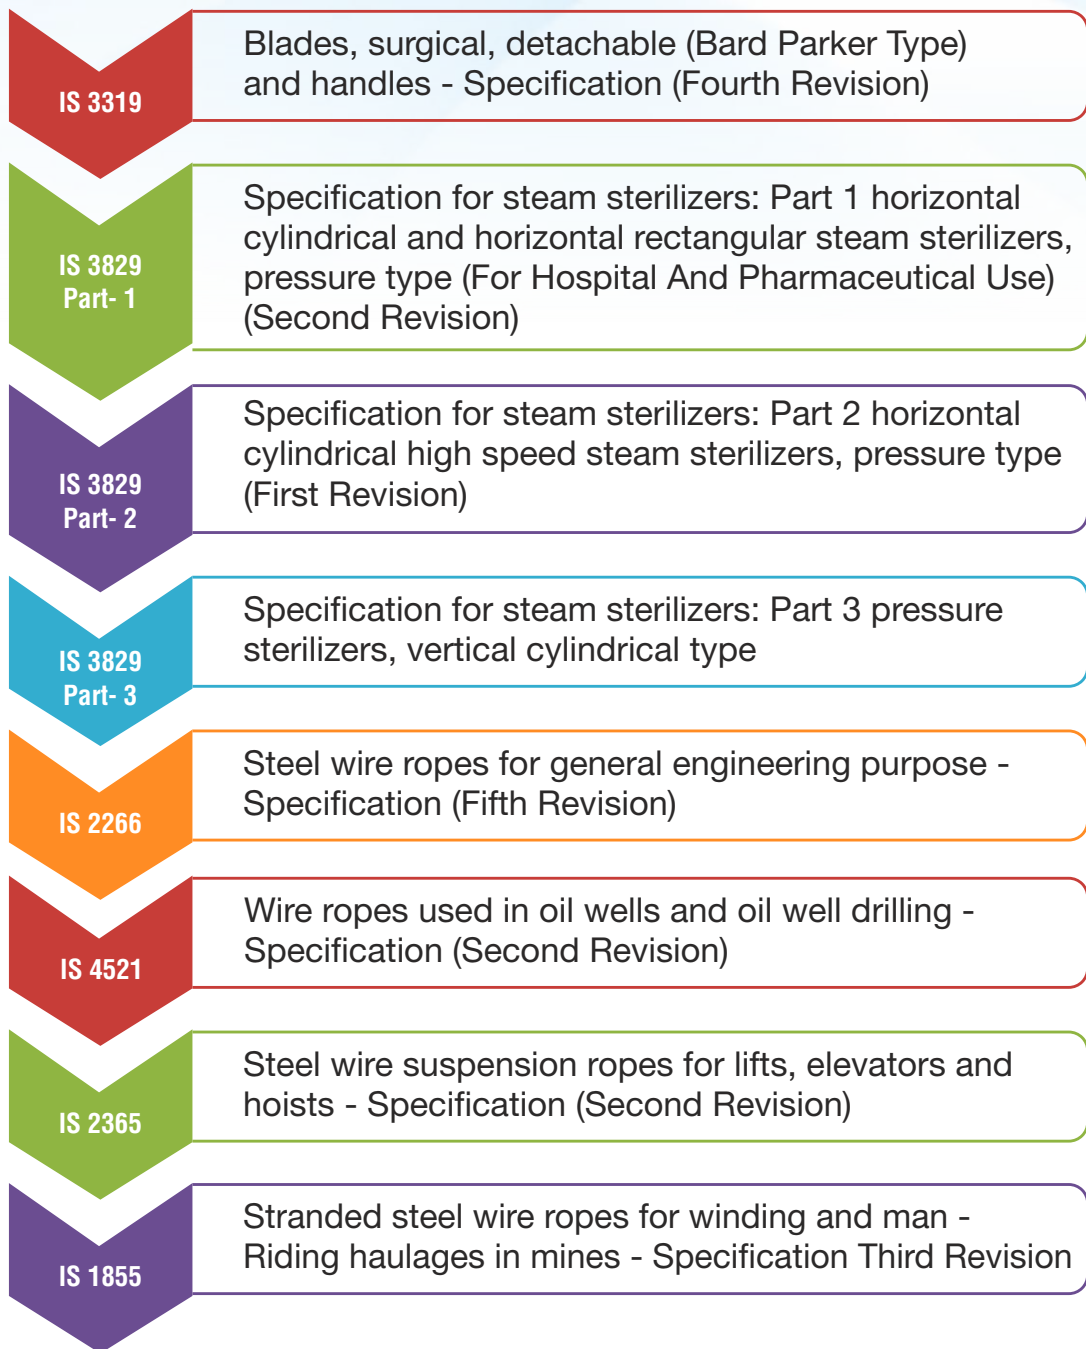 IS 3319
Blades, surgical, detachable (Bard Parker Type)
and handles - Specification (Fourth Revision)
IS 3829
Part- 1
Specification for steam sterilizers: Part 1 horizontal
cylindrical and horizontal rectangular steam sterilizers,
pressure type (For Hospital And Pharmaceutical Use)
(Second Revision)
IS 3829
Part- 2
Specification for steam sterilizers: Part 2 horizontal
cylindrical high speed steam sterilizers, pressure type
(First Revision)
IS 3829
Part- 3
Specification for steam sterilizers: Part 3 pressure
sterilizers, vertical cylindrical type
IS 2266
Steel wire ropes for general engineering purpose -
Specification (Fifth Revision)
IS 4521
Wire ropes used in oil wells and oil well drilling -
Specification (Second Revision)
IS 2365
Steel wire suspension ropes for lifts, elevators and
hoists - Specification (Second Revision)
IS 1855
Stranded steel wire ropes for winding and man -
Riding haulages in mines - Specification Third Revision